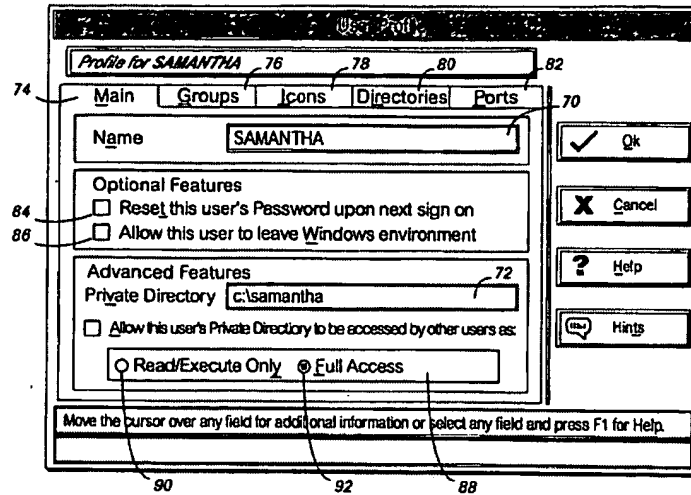 User Profile
Profile for SAMANTHA
76 78 80 82
74 Main Groups Icons Directories Ports
70
Name SAMANTHA
Ok
Optional Features
84 Reset this user's Password upon next sign on
Cancel
86 Allow this user to leave Windows environment
Advanced Features
72
Help
Private Directory c:\samantha
Allow this user's Private Directory to be accessed by other users as:
Hints
Read/Execute Only Full Access
Move the cursor over any field for additional information or select any field and press F1 for Help.
90 92 88